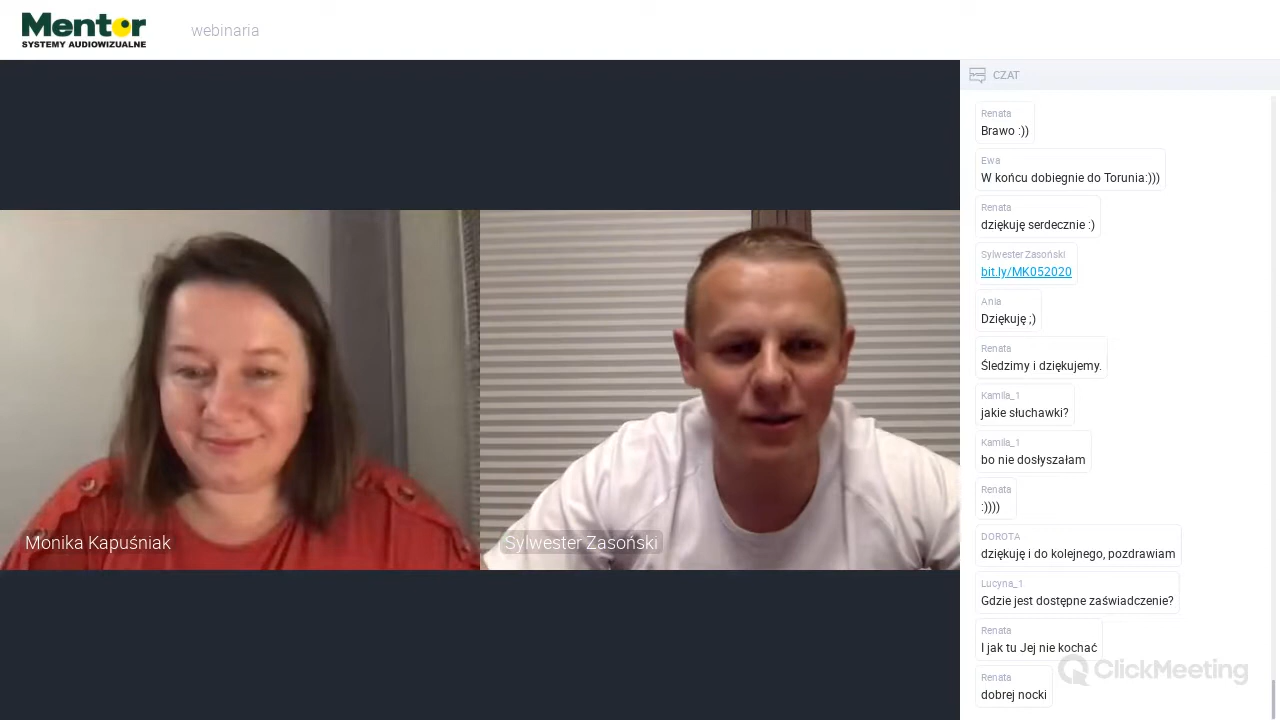 Mentor
SYSTEMY AUDIOWIZUALNE
webinaria
CZAT
Renata
Brawo :))
Ewa
W końcu dobiegnie do Torunia:)))
Renata
dziękuję serdecznie :)
Sylwester Zasoński
bit.ly/MK052020
Ania
Dziękuję ;)
Renata
Śledzimy i dziękujemy.
Kamila_1
jakie słuchawki?
Kamila_1
bo nie dosłyszałam
Renata
:))))
DOROTA
dziękuję i do kolejnego, pozdrawiam
Lucyna_1
Gdzie jest dostępne zaświadczenie?
Renata
I jak tu Jej nie kochać
Renata
dobrej nocki
ClickMeeting
Monika Kapuśniak
Sylwester Zasoński